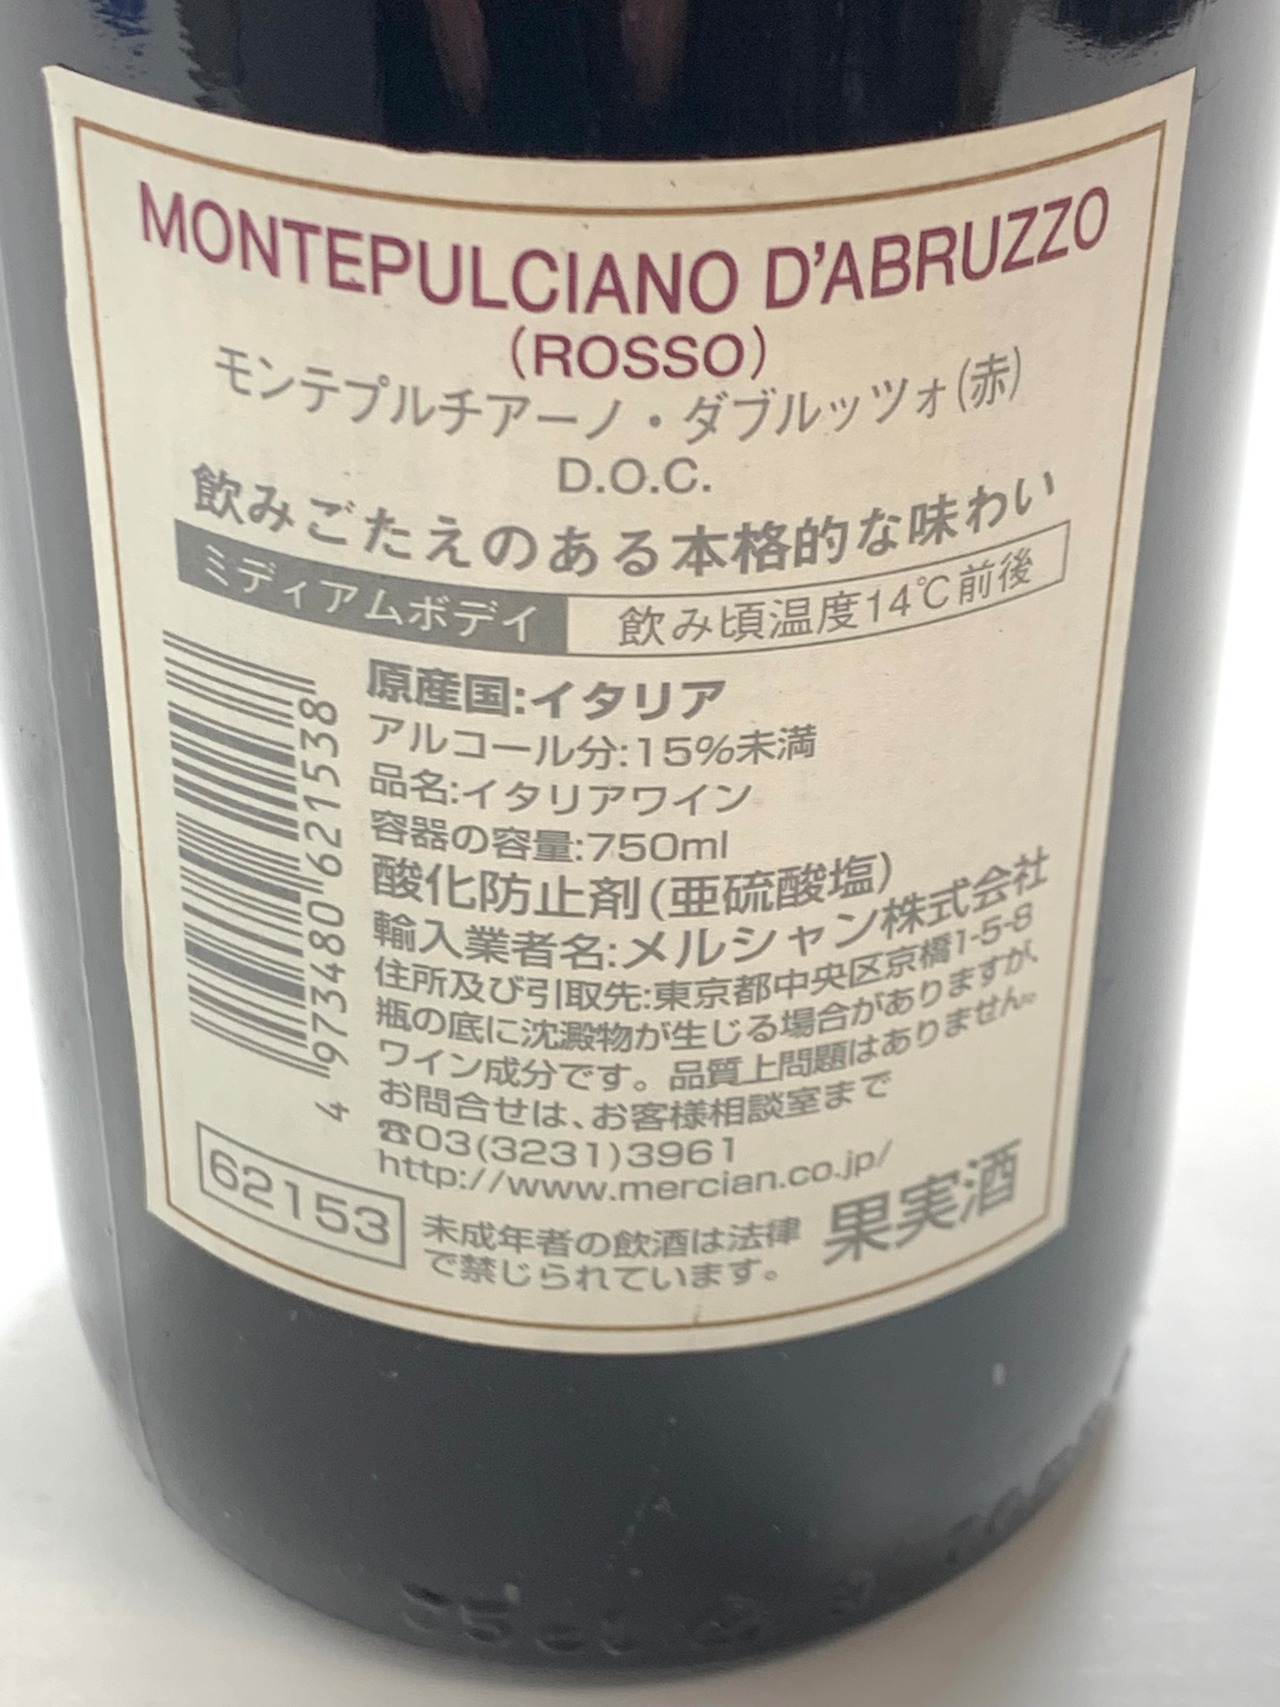 MONTEPULCIANO D'ABRUZZO
(ROSSO)
モンテプルチアーノ・ダブルッツォ(赤)
D.O.C.
飲みごたえのある本格的な味わい
ミディアムボディ 飲み頃温度14℃前後
原産国:イタリア
アルコール分:15%未満
品名:イタリアワイン
容器の容量:750ml
酸化防止剤(亜硫酸塩)
輸入業者名:メルシャン株式会社
住所及び引取先:東京都中央区京橋1-5-8
瓶の底に沈澱物が生じる場合がありますが、
ワイン成分です。品質上問題はありません。
お問合せは、お客様相談室まで
☎03(3231)3961
http://www.mercian.co.jp/
4 973480 621538
62153
未成年者の飲酒は法律
で禁じられています。
果実酒